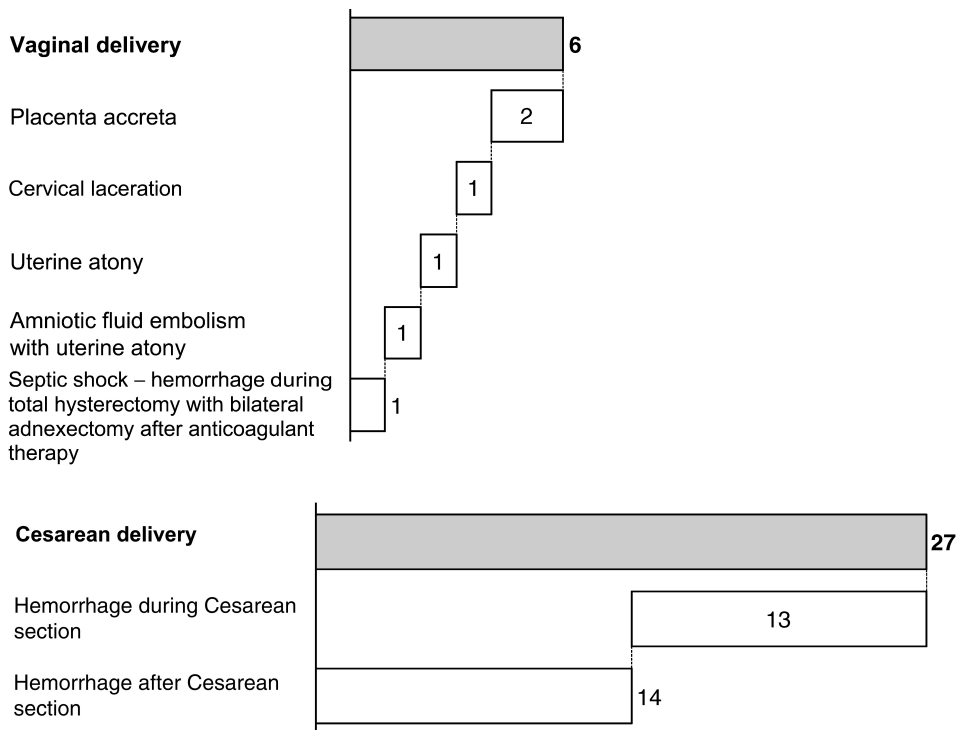 Vaginal delivery
6
Placenta accreta
2
Cervical laceration
1
Uterine atony
1
Amniotic fluid embolism
with uterine atony
1
Septic shock – hemorrhage during
total hysterectomy with bilateral
adnexectomy after anticoagulant
therapy
1
Cesarean delivery
27
Hemorrhage during Cesarean
section
13
Hemorrhage after Cesarean
section
14